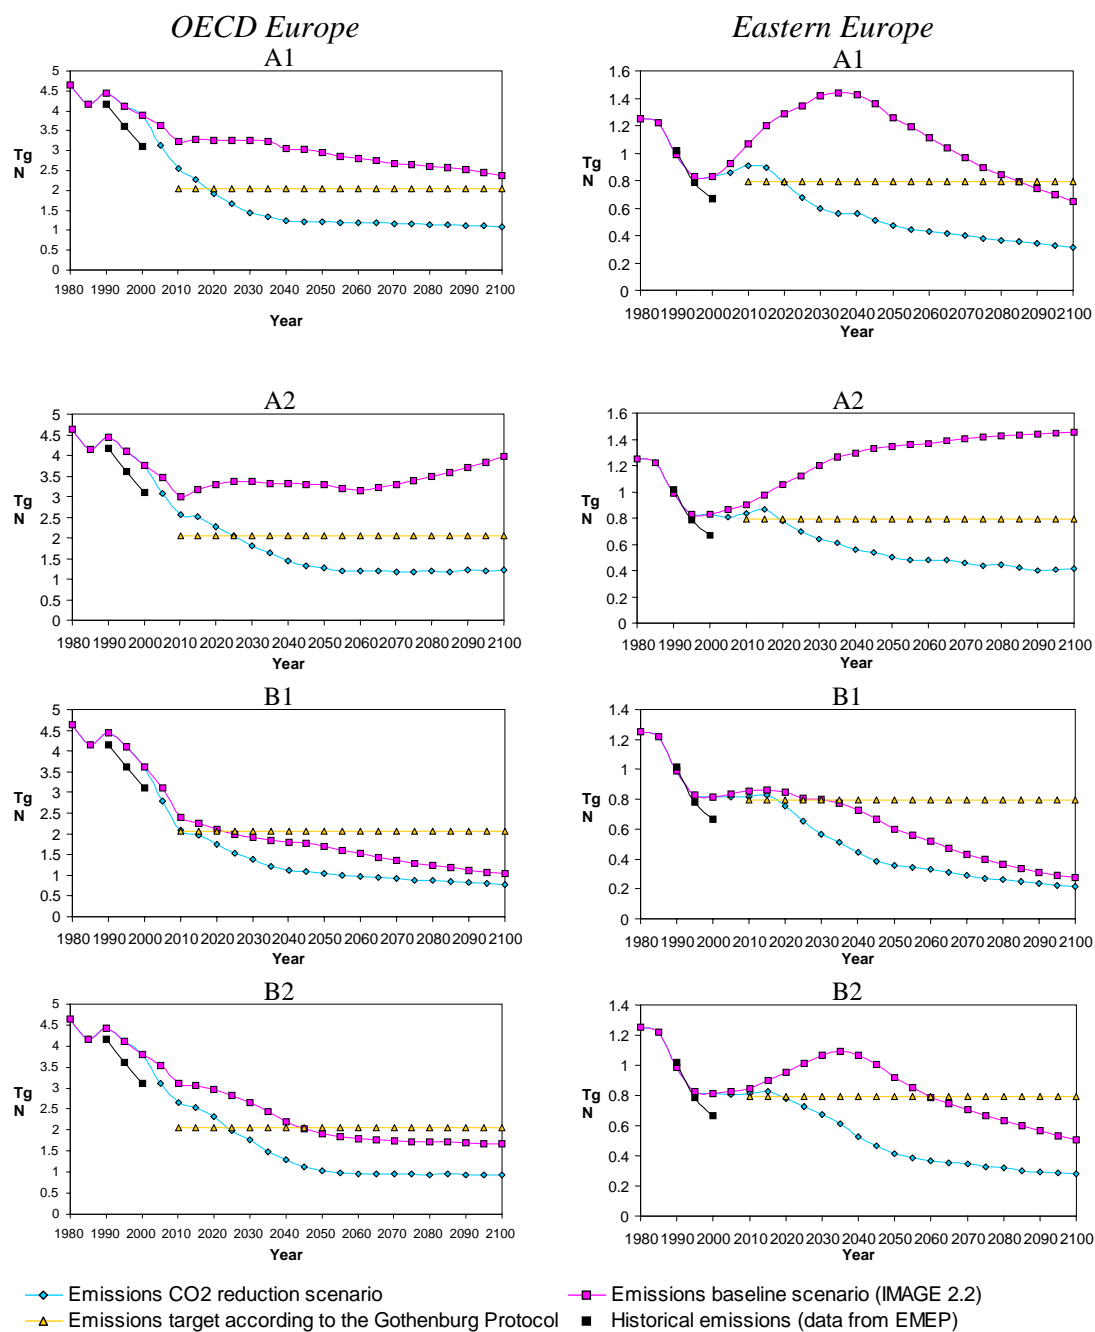 OECD Europe
Eastern Europe
A1
5
4.5
4
3.5
3
2.5
2
1.5
1
0.5
0
Tg
N
1980 1990 2000 2010 2020 2030 2040 2050 2060 2070 2080 2090 2100
Year
A1
1.6
1.4
1.2
1
0.8
0.6
0.4
0.2
0
Tg
N
1980 1990 2000 2010 2020 2030 2040 2050 2060 2070 2080 2090 2100
Year
A2
5
4.5
4
3.5
3
2.5
2
1.5
1
0.5
0
Tg
N
1980 1990 2000 2010 2020 2030 2040 2050 2060 2070 2080 2090 2100
Year
A2
1.6
1.4
1.2
1
0.8
0.6
0.4
0.2
0
Tg
N
1980 1990 2000 2010 2020 2030 2040 2050 2060 2070 2080 2090 2100
Year
B1
5
4.5
4
3.5
3
2.5
2
1.5
1
0.5
0
Tg
N
1980 1990 2000 2010 2020 2030 2040 2050 2060 2070 2080 2090 2100
Year
B1
1.4
1.2
1
0.8
0.6
0.4
0.2
0
Tg
N
1980 1990 2000 2010 2020 2030 2040 2050 2060 2070 2080 2090 2100
Year
B2
5
4.5
4
3.5
3
2.5
2
1.5
1
0.5
0
Tg
N
1980 1990 2000 2010 2020 2030 2040 2050 2060 2070 2080 2090 2100
Year
B2
1.4
1.2
1
0.8
0.6
0.4
0.2
0
Tg
N
1980 1990 2000 2010 2020 2030 2040 2050 2060 2070 2080 2090 2100
Year
Emissions CO2 reduction scenario
Emissions baseline scenario (IMAGE 2.2)
Emissions target according to the Gothenburg Protocol
Historical emissions (data from EMEP)